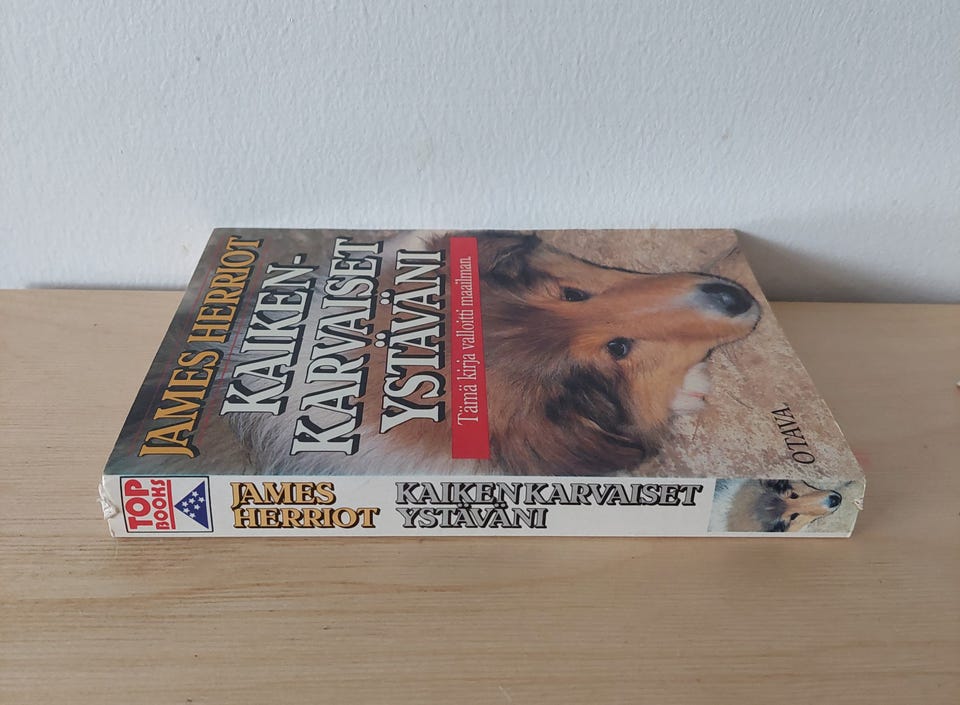 JAMES HERRIOT
KAIKEN-
KARVAISET
YSTÄVÄNI
Tämä kirja valloitti maailman.
OTAVA
TOP
BOOKS
JAMES
HERRIOT
KAIKENKARVAISET
YSTÄVÄNI